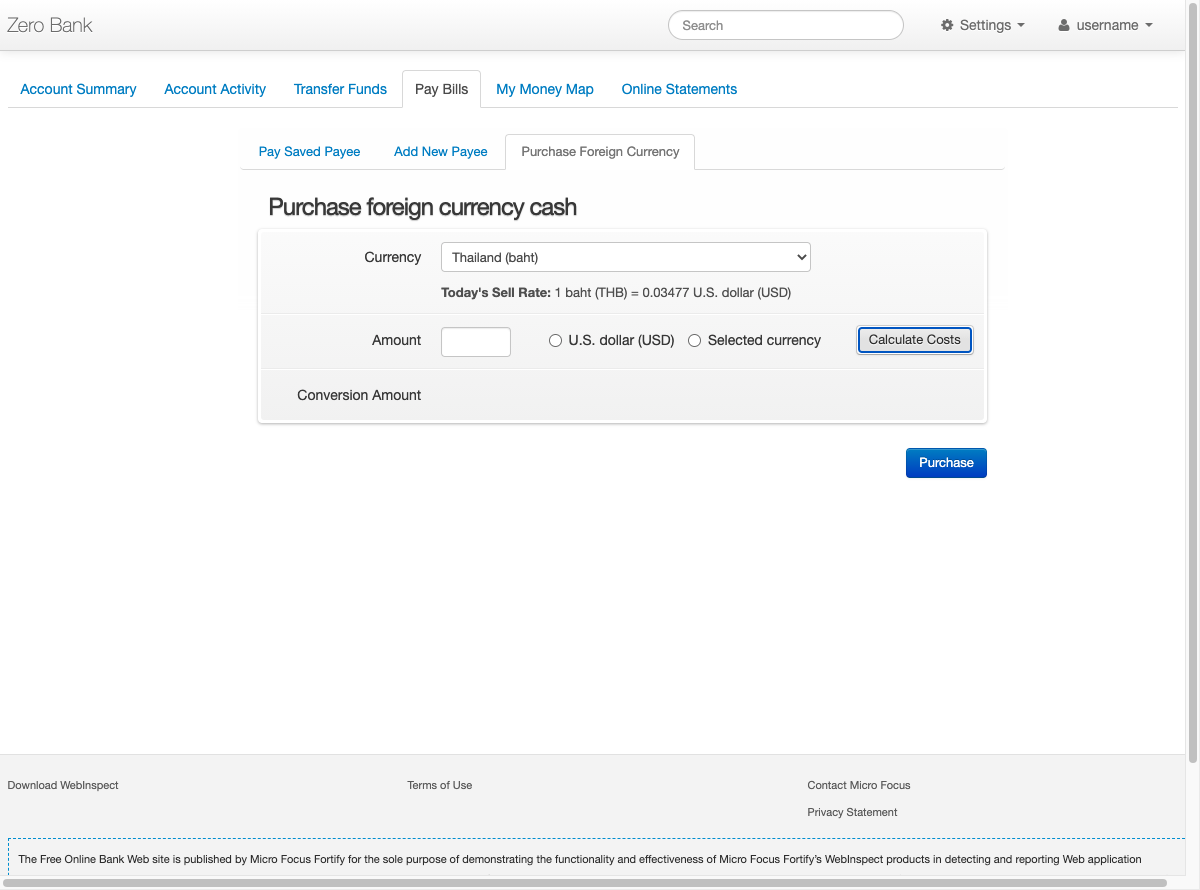 Zero Bank
Search
Settings
username
Account Summary
Account Activity
Transfer Funds
Pay Bills
My Money Map
Online Statements
Pay Saved Payee
Add New Payee
Purchase Foreign Currency
Purchase foreign currency cash
Currency
Thailand (baht)
Today's Sell Rate: 1 baht (THB) = 0.03477 U.S. dollar (USD)
Amount
U.S. dollar (USD)
Selected currency
Calculate Costs
Conversion Amount
Purchase
Download WebInspect
Terms of Use
Contact Micro Focus
Privacy Statement
The Free Online Bank Web site is published by Micro Focus Fortify for the sole purpose of demonstrating the functionality and effectiveness of Micro Focus Fortify's WebInspect products in detecting and reporting Web application